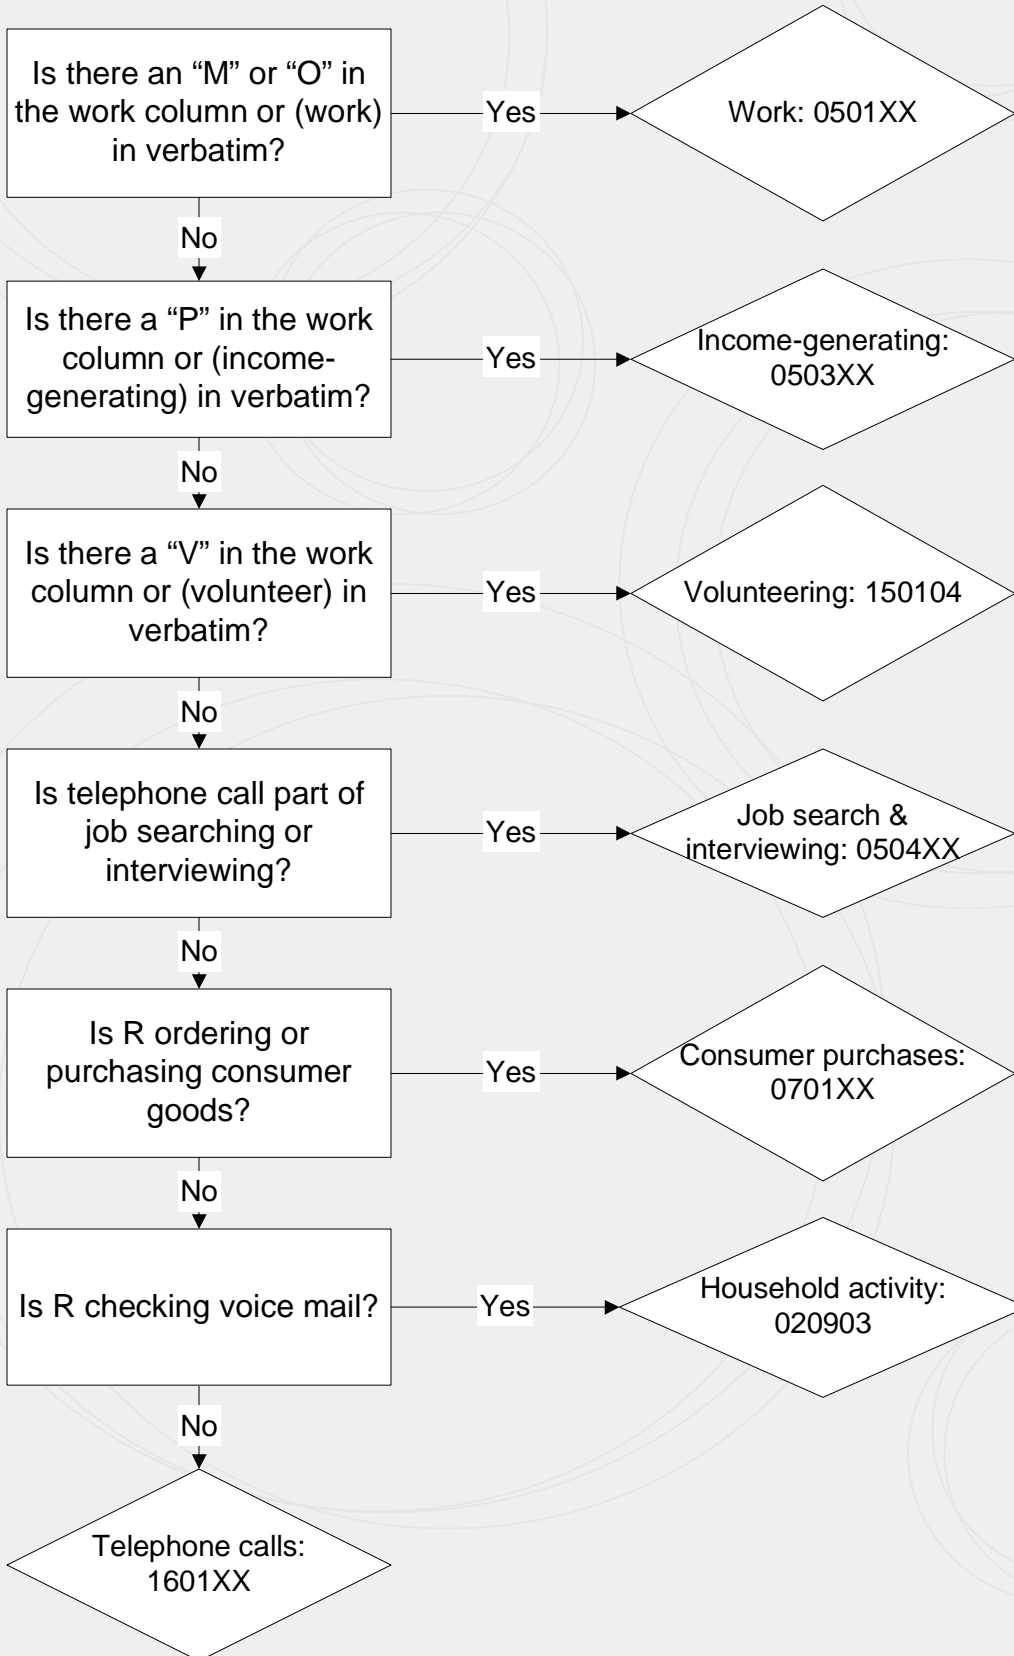 Is there an “M” or “O” in
the work column or (work)
in verbatim?
Yes
Work: 0501XX
No
Is there a “P” in the work
column or (income-
generating) in verbatim?
Yes
Income-generating:
0503XX
No
Is there a “V” in the work
column or (volunteer) in
verbatim?
Yes
Volunteering: 150104
No
Is telephone call part of
job searching or
interviewing?
Yes
Job search &
interviewing: 0504XX
No
Is R ordering or
purchasing consumer
goods?
Yes
Consumer purchases:
0701XX
No
Is R checking voice mail?
Yes
Household activity:
020903
No
Telephone calls:
1601XX